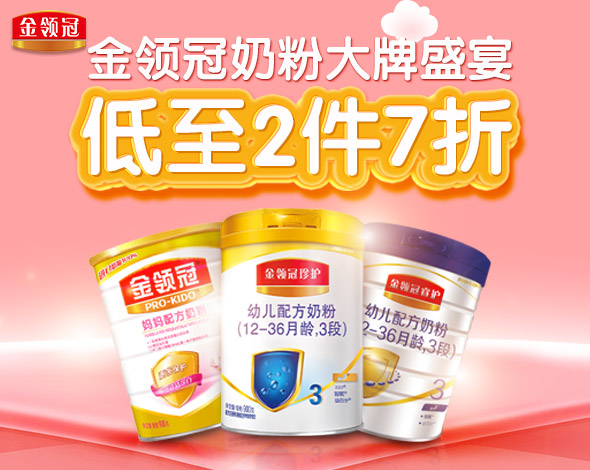 金领冠
金领冠奶粉大牌盛宴
低至2件7折
金领冠
PRO-KIDO
妈妈配方奶粉
金领冠珍护
幼儿配方奶粉
(12-36月龄,3段)
3
金领冠睿护
幼儿配方奶粉
2-36月龄,3段)
3